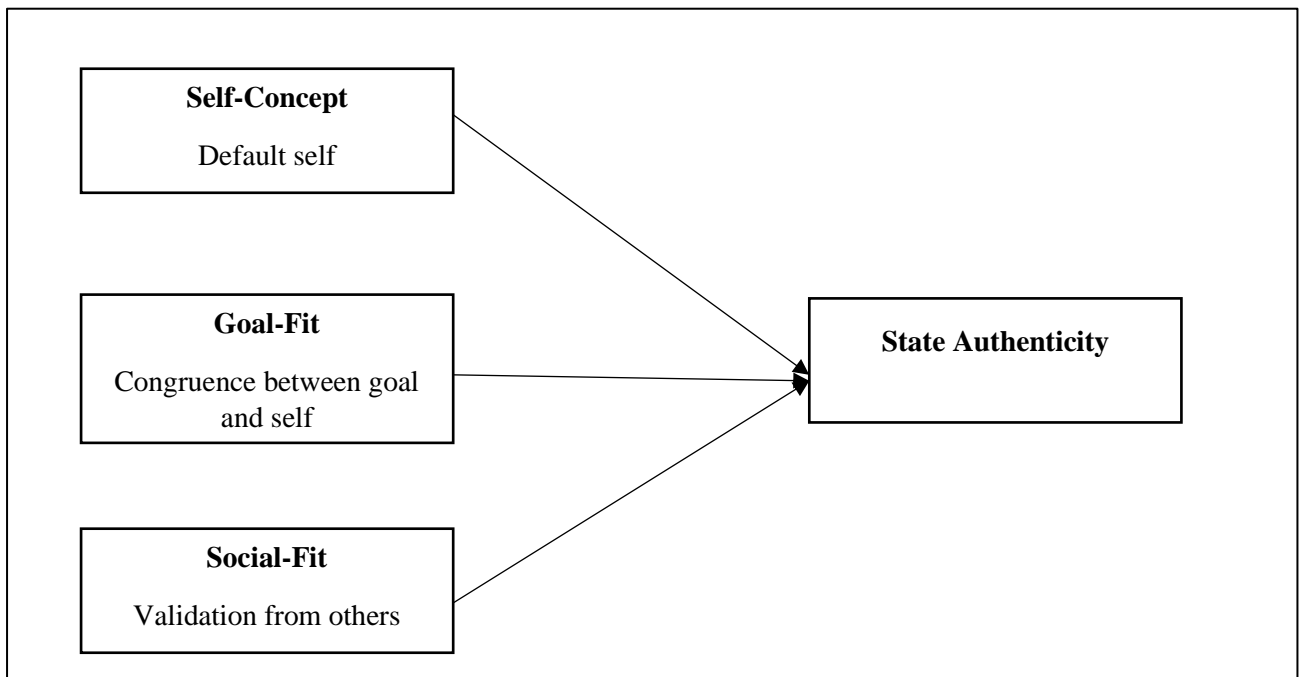 Self-Concept
Default self
Goal-Fit
Congruence between goal
and self
Social-Fit
Validation from others
State Authenticity